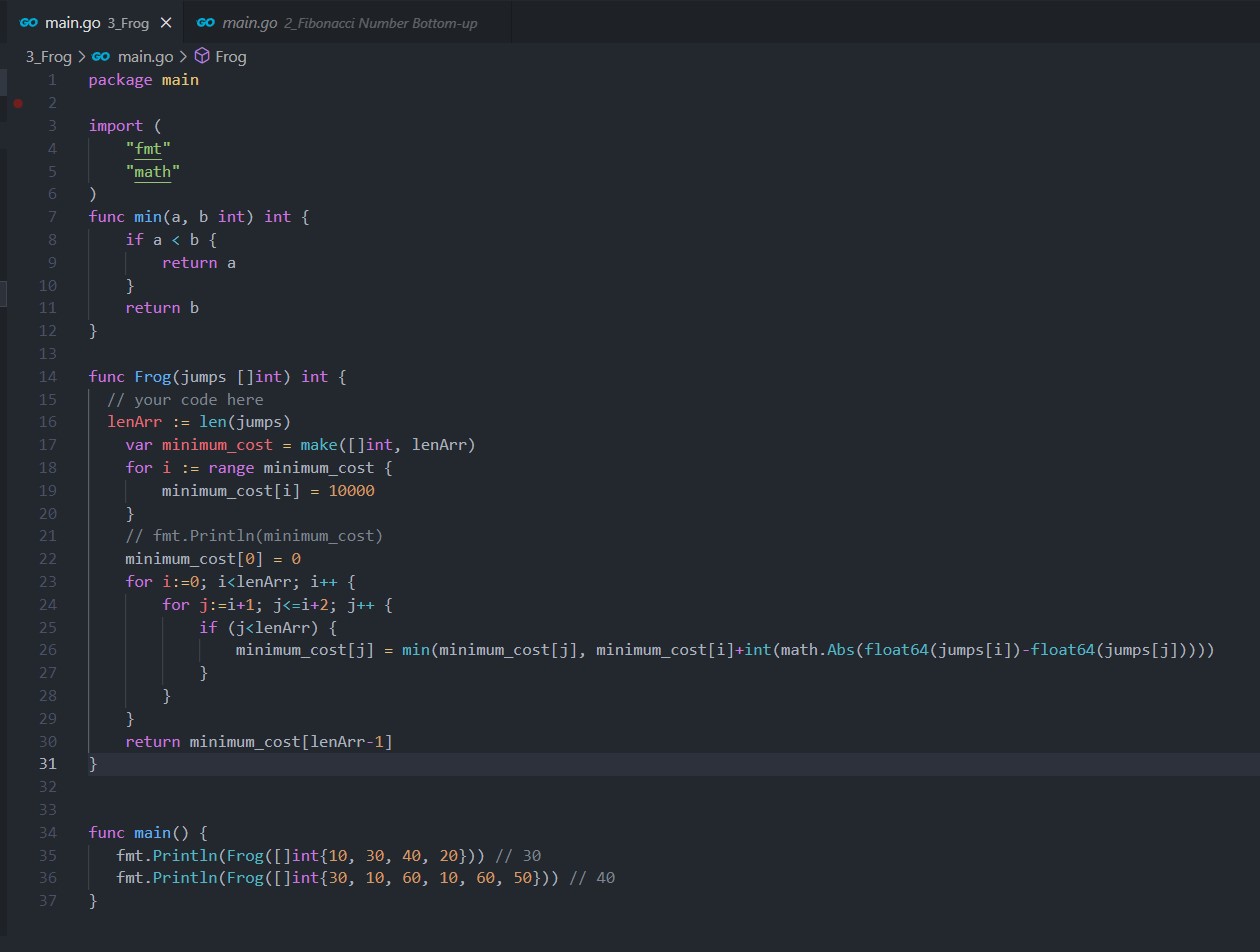 GO main.go 3_Frog × GO main.go 2_Fibonacci Number Bottom-up
3_Frog > GO main.go > Frog
1 package main
2
3 import (
4 "fmt"
5 "math"
6 )
7 func min(a, b int) int {
8 if a < b {
9 return a
10 }
11 return b
12 }
13
14 func Frog(jumps []int) int {
15 // your code here
16 lenArr := len(jumps)
17 var minimum_cost = make([]int, lenArr)
18 for i := range minimum_cost {
19 minimum_cost[i] = 10000
20 }
21 // fmt.Println(minimum_cost)
22 minimum_cost[0] = 0
23 for i:=0; i<lenArr; i++ {
24 for j:=i+1; j<=i+2; j++ {
25 if (j<lenArr) {
26 minimum_cost[j] = min(minimum_cost[j], minimum_cost[i]+int(math.Abs(float64(jumps[i])-float64(jumps[j]))))
27 }
28 }
29 }
30 return minimum_cost[lenArr-1]
31 }
32
33
34 func main() {
35 fmt.Println(Frog([]int{10, 30, 40, 20})) // 30
36 fmt.Println(Frog([]int{30, 10, 60, 10, 60, 50})) // 40
37 }